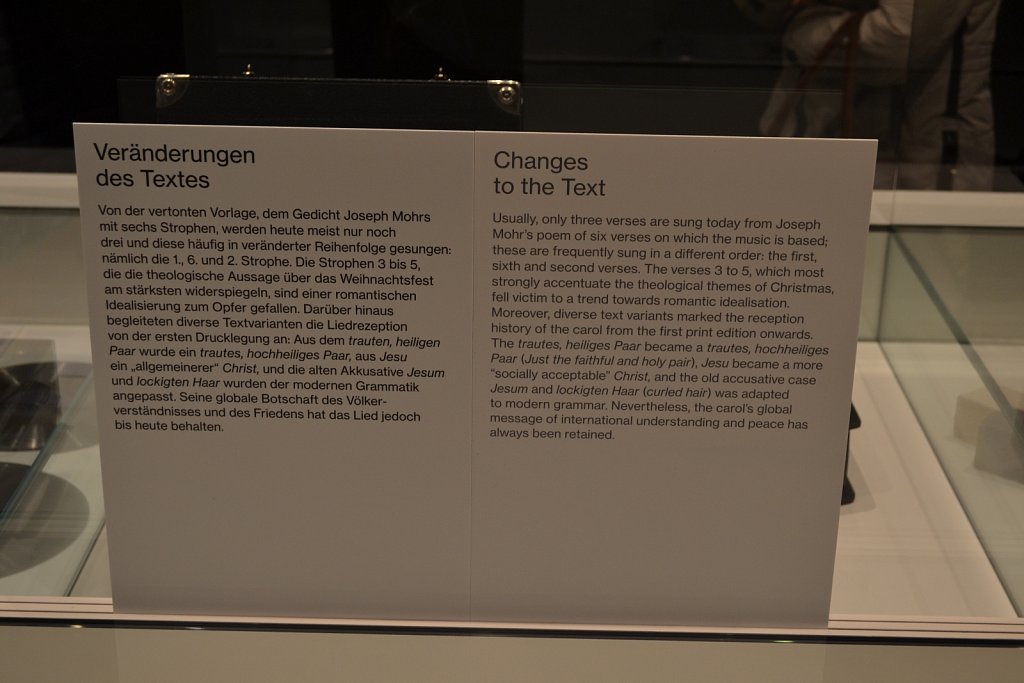 Veränderungen
des Textes
Von der vertonten Vorlage, dem Gedicht Joseph Mohrs
mit sechs Strophen, werden heute meist nur noch
drei und diese häufig in veränderter Reihenfolge gesungen:
nämlich die 1., 6. und 2. Strophe. Die Strophen 3 bis 5,
die die theologische Aussage über das Weihnachtsfest
am stärksten widerspiegeln, sind einer romantischen
Idealisierung zum Opfer gefallen. Darüber hinaus
begleiteten diverse Textvarianten die Liedrezeption
von der ersten Drucklegung an: Aus dem trauten, heiligen
Paar wurde ein trautes, hochheiliges Paar, aus Jesu
ein „allgemeinerer“ Christ, und die alten Akkusative Jesum
und lockigten Haar wurden der modernen Grammatik
angepasst. Seine globale Botschaft des Völker-
verständnisses und des Friedens hat das Lied jedoch
bis heute behalten.
Changes
to the Text
Usually, only three verses are sung today from Joseph
Mohr's poem of six verses on which the music is based;
these are frequently sung in a different order: the first,
sixth and second verses. The verses 3 to 5, which most
strongly accentuate the theological themes of Christmas,
fell victim to a trend towards romantic idealisation.
Moreover, diverse text variants marked the reception
history of the carol from the first print edition onwards.
The trautes, heiliges Paar became a trautes, hochheiliges
Paar (Just the faithful and holy pair), Jesu became a more
“socially acceptable” Christ, and the old accusative case
Jesum and lockigten Haar (curled hair) was adapted
to modern grammar. Nevertheless, the carol's global
message of international understanding and peace has
always been retained.